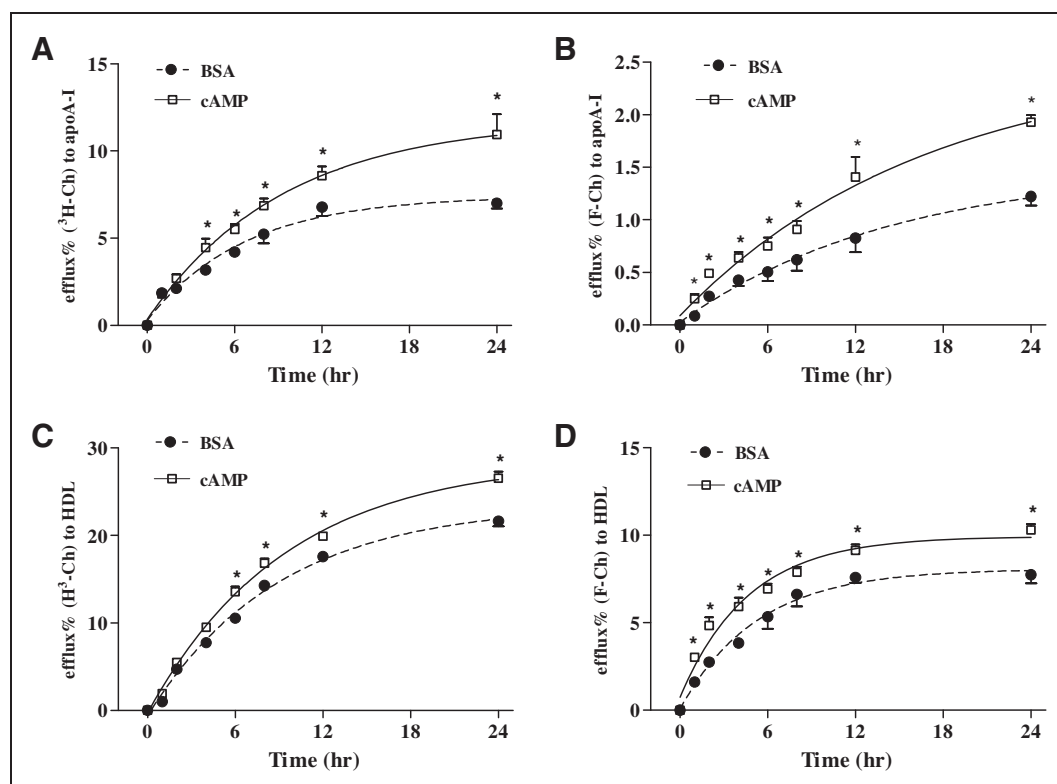 A
BSA
cAMP
efflux% (³H-Ch) to apoA-I
15
10
5
0
* * * * *
0 6 12 18 24
Time (hr)
B
BSA
cAMP
efflux% (F-Ch) to apoA-I
2.5
2.0
1.5
1.0
0.5
0.0
* * * * * * *
0 6 12 18 24
Time (hr)
C
BSA
cAMP
efflux% (H³-Ch) to HDL
30
20
10
0
* * * *
0 6 12 18 24
Time (hr)
D
BSA
cAMP
efflux% (F-Ch) to HDL
15
10
5
0
* * * * * * *
0 6 12 18 24
Time (hr)